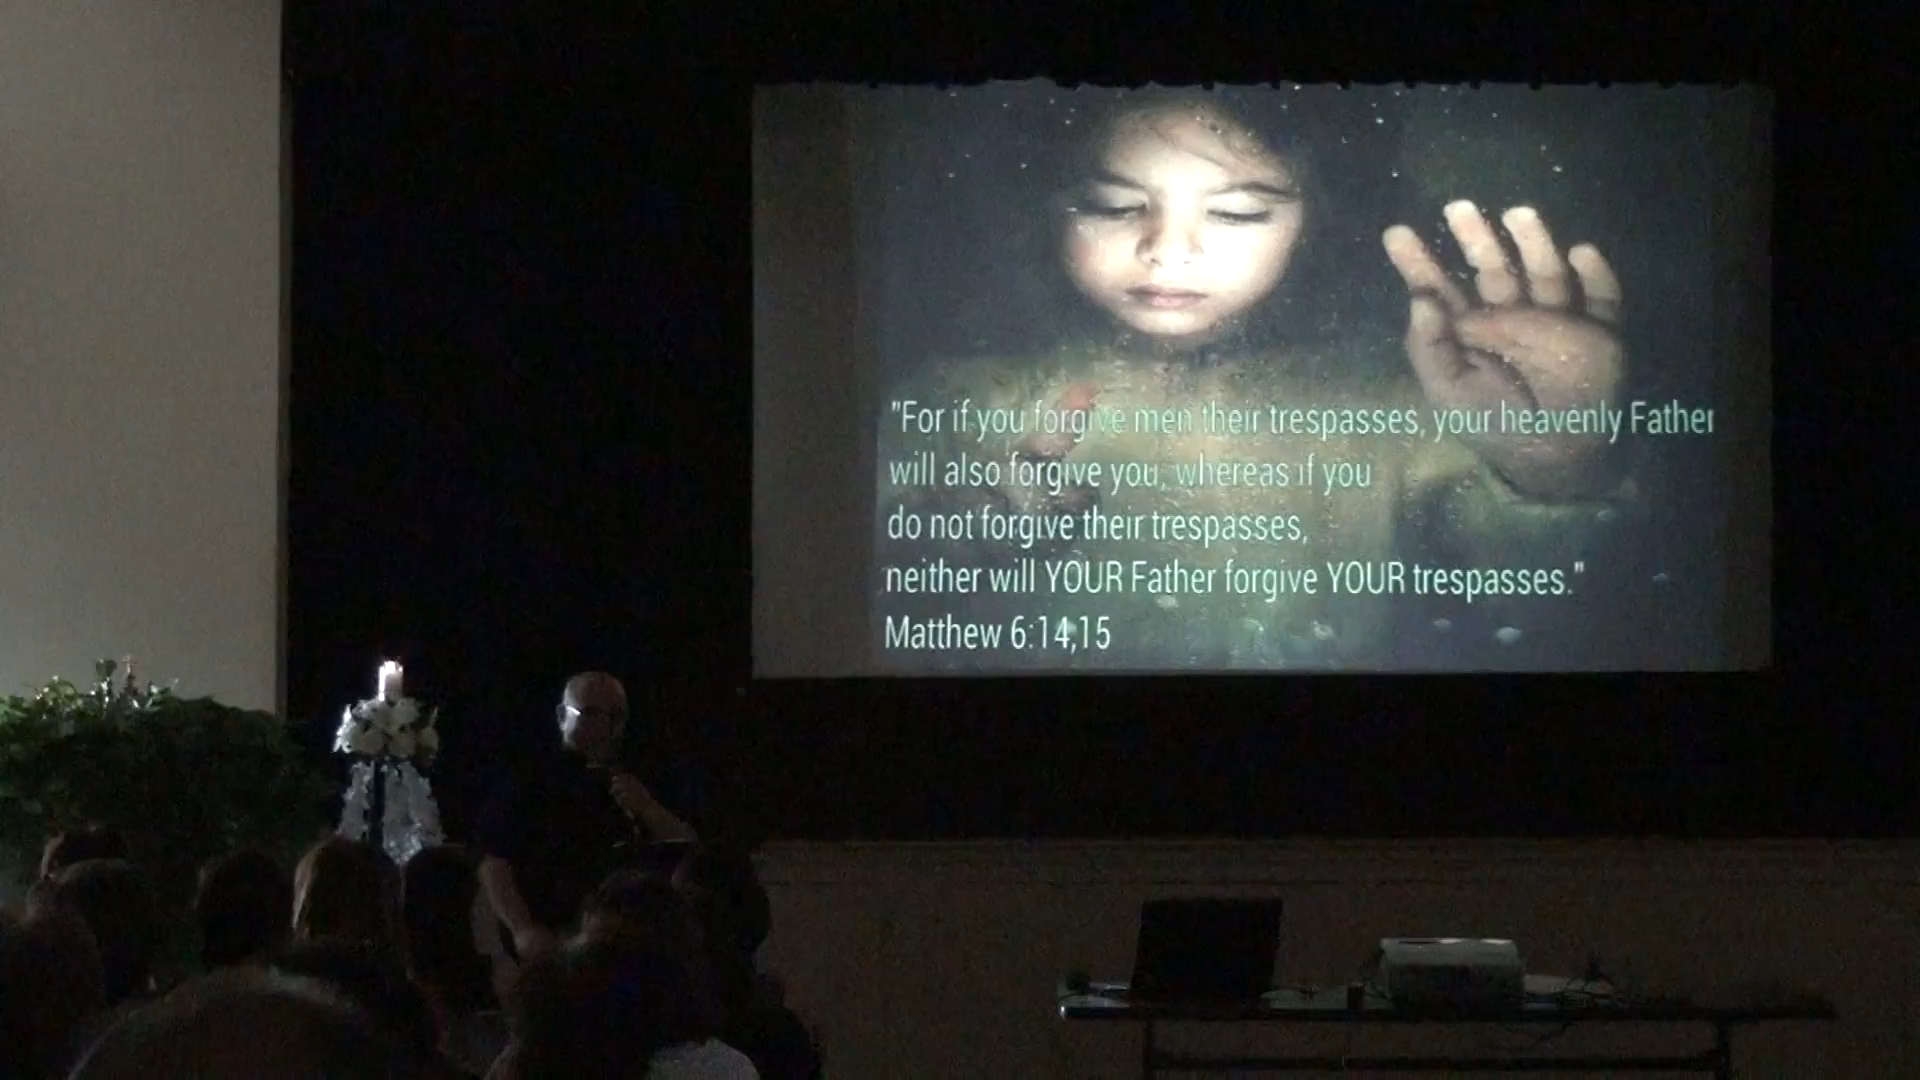 "For if you forgive men their trespasses, your heavenly Father
will also forgive you, whereas if you
do not forgive their trespasses,
neither will YOUR Father forgive YOUR trespasses."
Matthew 6:14,15